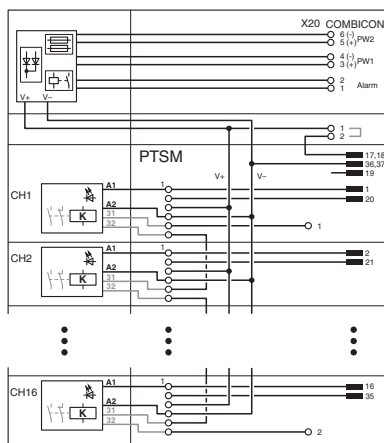 X20 COMBICON
6 (-)
5 (+) PW2
4 (-)
3 (+) PW1
2
1 Alarm
V+ V–
1
2
PTSM
17,18
36,37
19
V+ V–
CH1
A1
1
1
20
K
A2
31
32
1
CH2
A1
1
2
21
K
A2
31
32
CH16
A1
1
16
35
K
A2
31
32
2